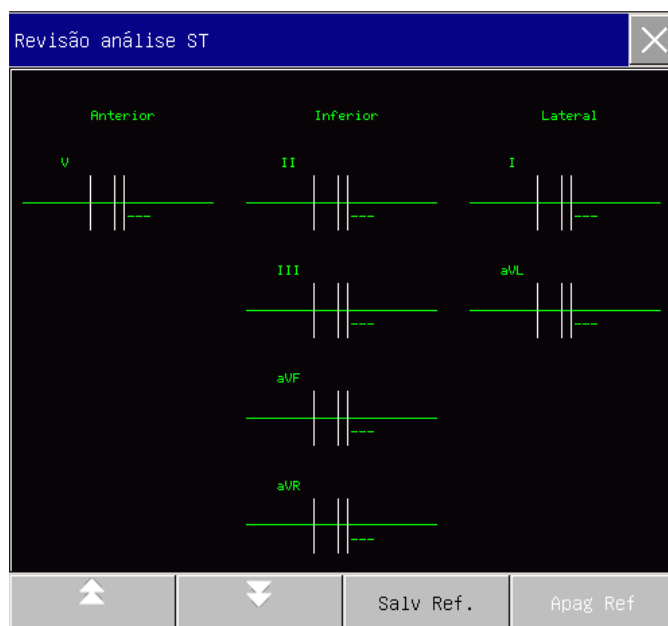 Revisão análise ST
Anterior Inferior Lateral
V II I
--- --- ---
III aVL
--- ---
aVF
---
aVR
---
Salv Ref. Apag Ref